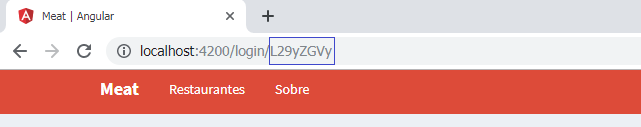 Meat | Angular
localhost:4200/login/L29yZGVy
Meat Restaurantes Sobre